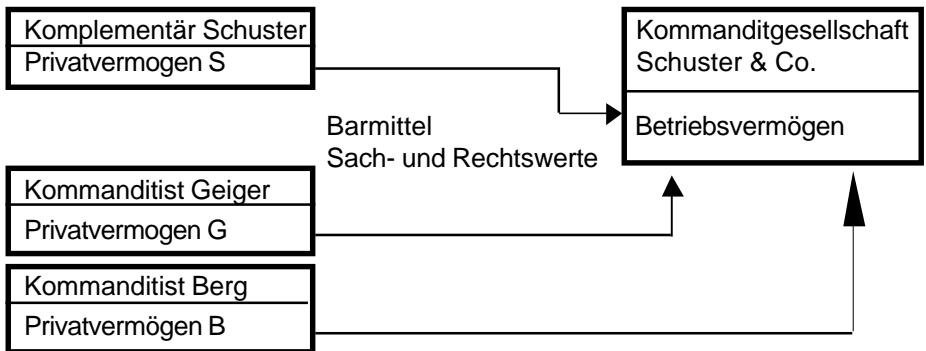 Komplementär Schuster
Privatvermogen S
Kommanditgesellschaft
Schuster & Co.
Betriebsvermögen
Barmittel
Sach- und Rechtswerte
Kommanditist Geiger
Privatvermogen G
Kommanditist Berg
Privatvermögen B